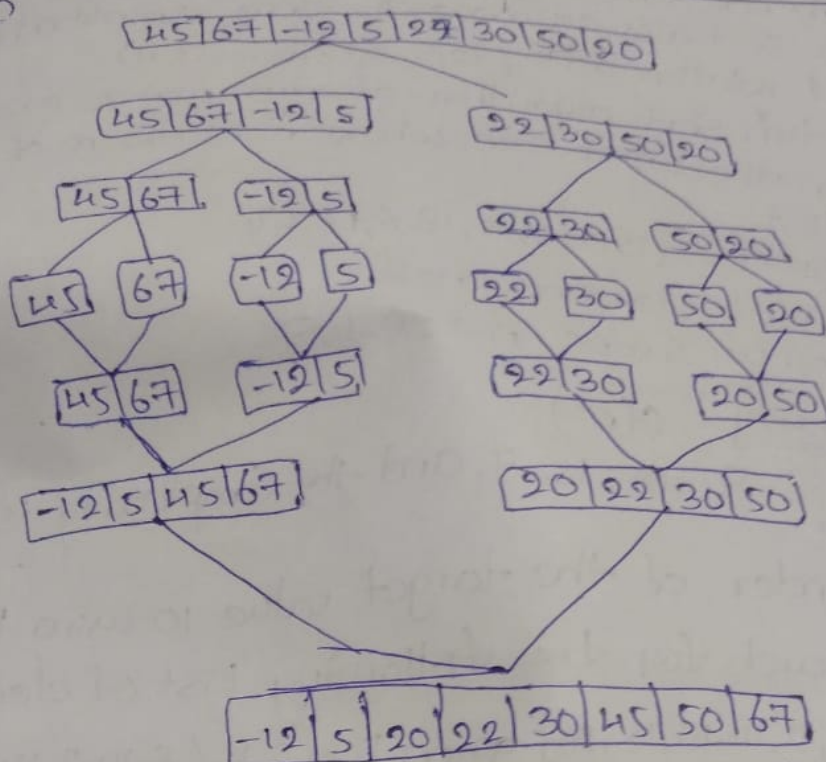 45 | 67 | -12 | 5 | 22 | 30 | 50 | 20
45 | 67 | -12 | 5
22 | 30 | 50 | 20
45 | 67
-12 | 5
22 | 30
50 | 20
45
67
-12
5
22
30
50
20
45 | 67
-12 | 5
22 | 30
20 | 50
-12 | 5 | 45 | 67
20 | 22 | 30 | 50
-12 | 5 | 20 | 22 | 30 | 45 | 50 | 67